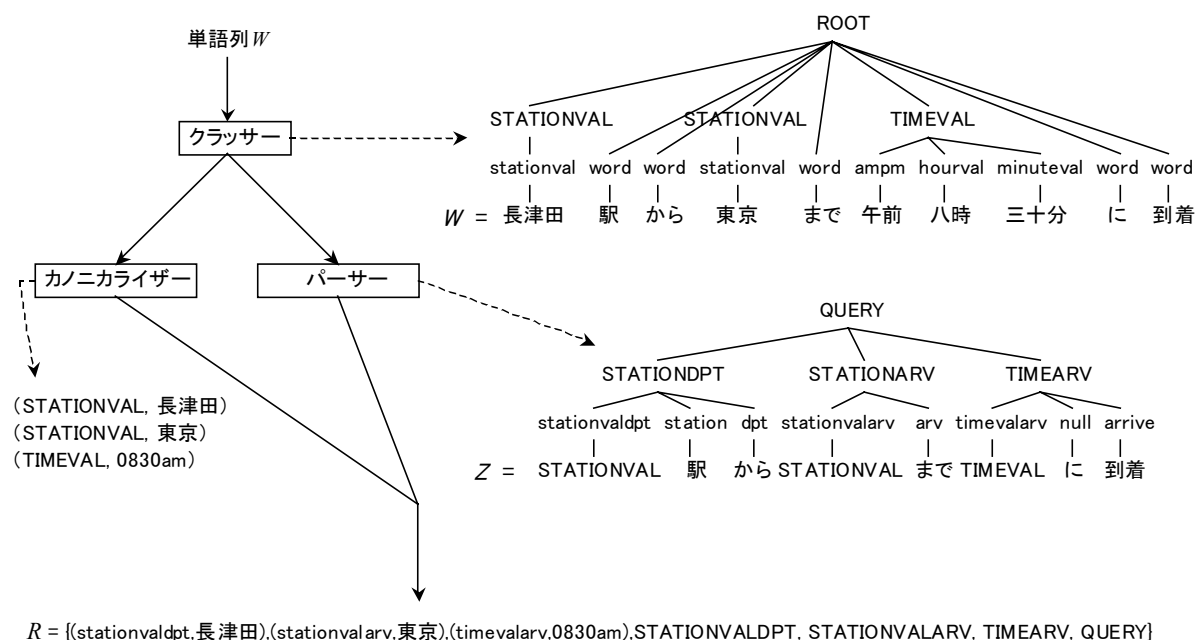 単語列 W
クラッサー
カノニカライザー
パーサー
(STATIONVAL, 長津田)
(STATIONVAL, 東京)
(TIMEVAL, 0830am)
ROOT
STATIONVAL STATIONVAL TIMEVAL
stationval word word stationval word ampm hourval minuteval word word
W = 長津田 駅 から 東京 まで 午前 八時 三十分 に 到着
QUERY
STATIONDPT STATIONARV TIMEARV
stationvaldpt station dpt stationvalarv arv timevalarv null arrive
Z = STATIONVAL 駅 から STATIONVAL まで TIMEVAL に 到着
R = {(stationvaldpt,長津田),(stationvalarv,東京),(timevalarv,0830am),STATIONVALDPT, STATIONVALARV, TIMEARV, QUERY}